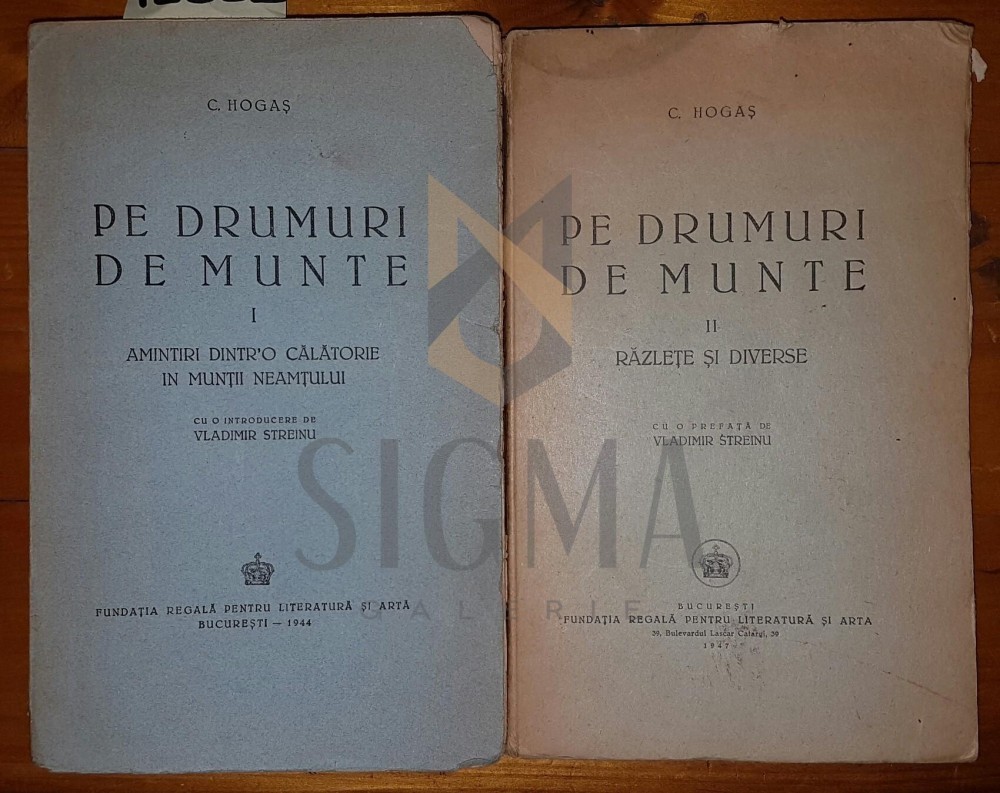 C. HOGAȘ
PE DRUMURI
DE MUNTE
I
AMINTIRI DINTR'O CĂLĂTORIE
IN MUNȚII NEAMȚULUI
CU O INTRODUCERE DE
VLADIMIR STREINU
FUNDAȚIA REGALĂ PENTRU LITERATURĂ ȘI ARTĂ
BUCUREȘTI — 1944
C. HOGAȘ
PE DRUMURI
DE MUNTE
II
RĂZLEȚE ȘI DIVERSE
CU O PREFAȚĂ DE
VLADIMIR STREINU
BUCUREȘTI
FUNDAȚIA REGALĂ PENTRU LITERATURĂ ȘI ARTA
39, Bulevardul Lascar Catargi, 39
1947
SIGMA
GALERIE